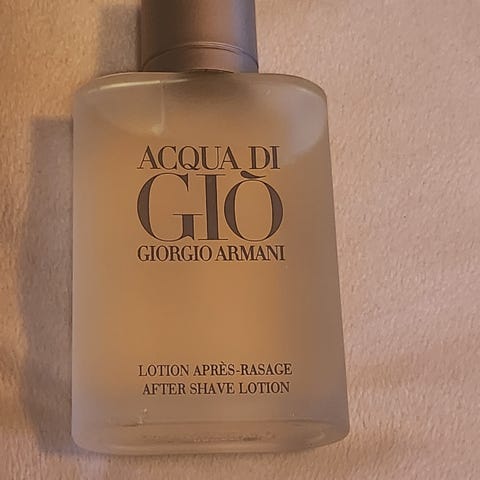 ACQUA DI
GIÒ
GIORGIO ARMANI
LOTION APRÈS-RASAGE
AFTER SHAVE LOTION